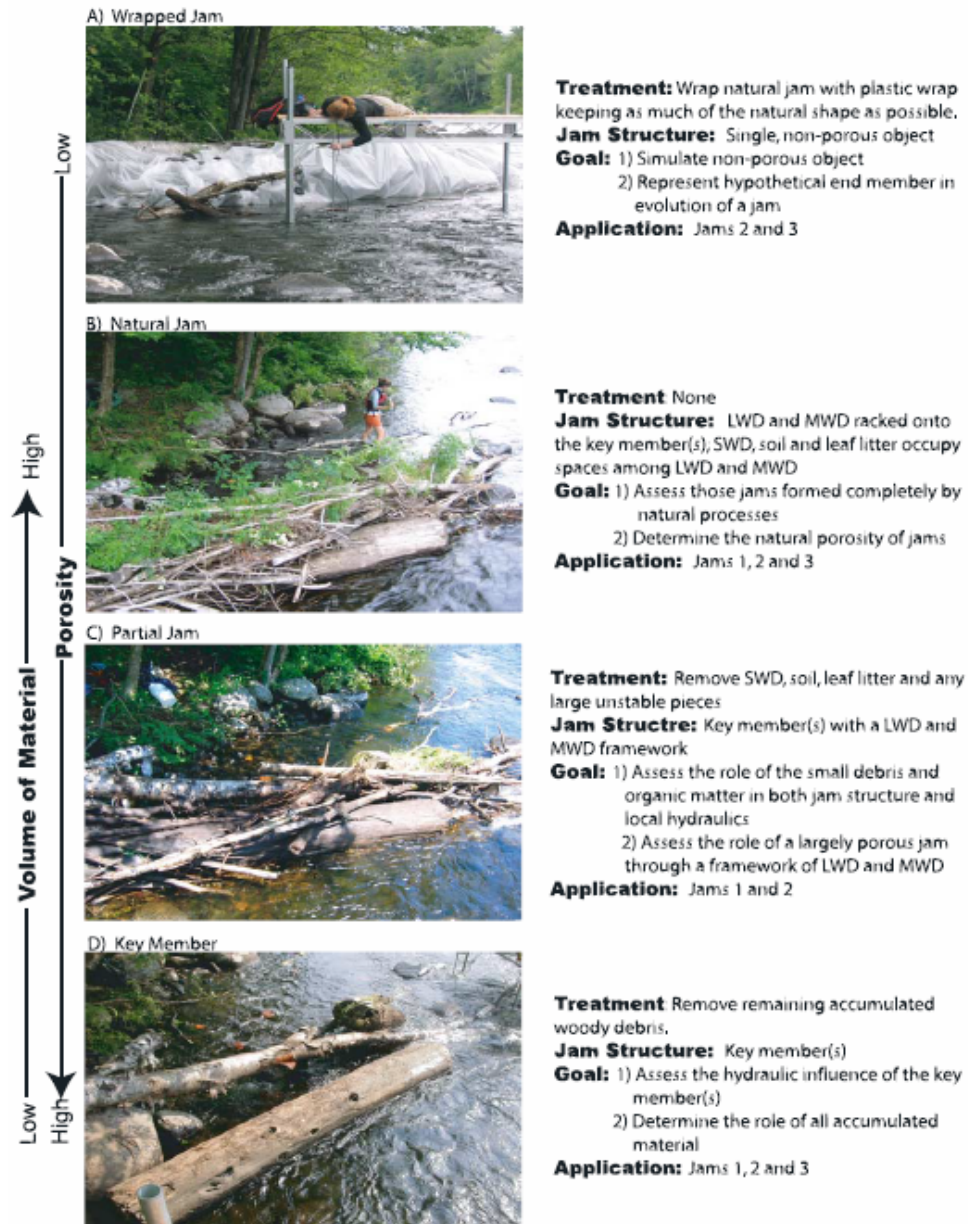 A) Wrapped Jam
Treatment: Wrap natural jam with plastic wrap
keeping as much of the natural shape as possible.
Jam Structure: Single, non-porous object
Goal: 1) Simulate non-porous object
2) Represent hypothetical end member in
evolution of a jam
Application: Jams 2 and 3
B) Natural Jam
Treatment None
Jam Structure: LWD and MWD racked onto
the key member(s), SWD, soil and leaf litter occupy
spaces among LWD and MWD
Goal: 1) Assess those jams formed completely by
natural processes
2) Determine the natural porosity of jams
Application: Jams 1, 2 and 3
C) Partial Jam
Treatment: Remove SWD, soil, leaf litter and any
large unstable pieces
Jam Structre: Key member(s) with a LWD and
MWD framework
Goal: 1) Assess the role of the small debris and
organic matter in both jam structure and
local hydraulics
2) Assess the role of a largely porous jam
through a framework of LWD and MWD
Application: Jams 1 and 2
D) Key Member
Treatment Remove remaining accumulated
woody debris.
Jam Structure: Key member(s)
Goal: 1) Assess the hydraulic influence of the key
member(s)
2) Determine the role of all accumulated
material
Application: Jams 1, 2 and 3
Low
Porosity
High
High
Volume of Material
Low